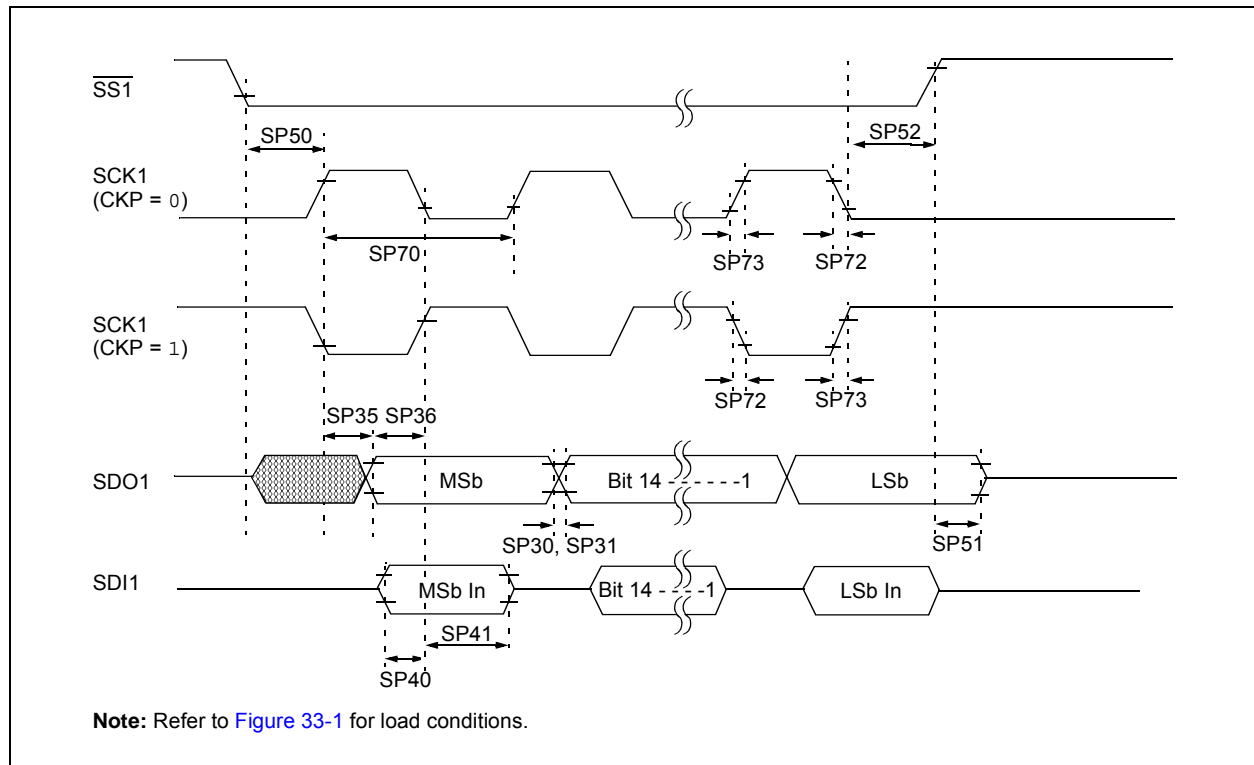 SS1
SP50
SP52
SCK1
(CKP = 0)
SP70
SP73
SP72
SCK1
(CKP = 1)
SP72
SP73
SP35 SP36
SDO1
MSb
Bit 14 - - - - - -1
LSb
SP30, SP31
SP51
SDI1
MSb In
Bit 14 - - - -1
LSb In
SP41
SP40
Note: Refer to Figure 33-1 for load conditions.